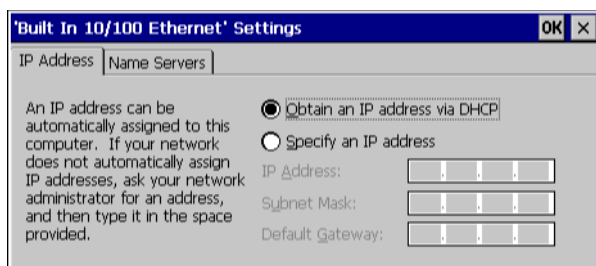 'Built In 10/100 Ethernet' Settings
OK ×
IP Address
Name Servers
An IP address can be
automatically assigned to this
computer. If your network
does not automatically assign
IP addresses, ask your network
administrator for an address,
and then type it in the space
provided.
Obtain an IP address via DHCP
Specify an IP address
IP Address:
Subnet Mask:
Default Gateway: